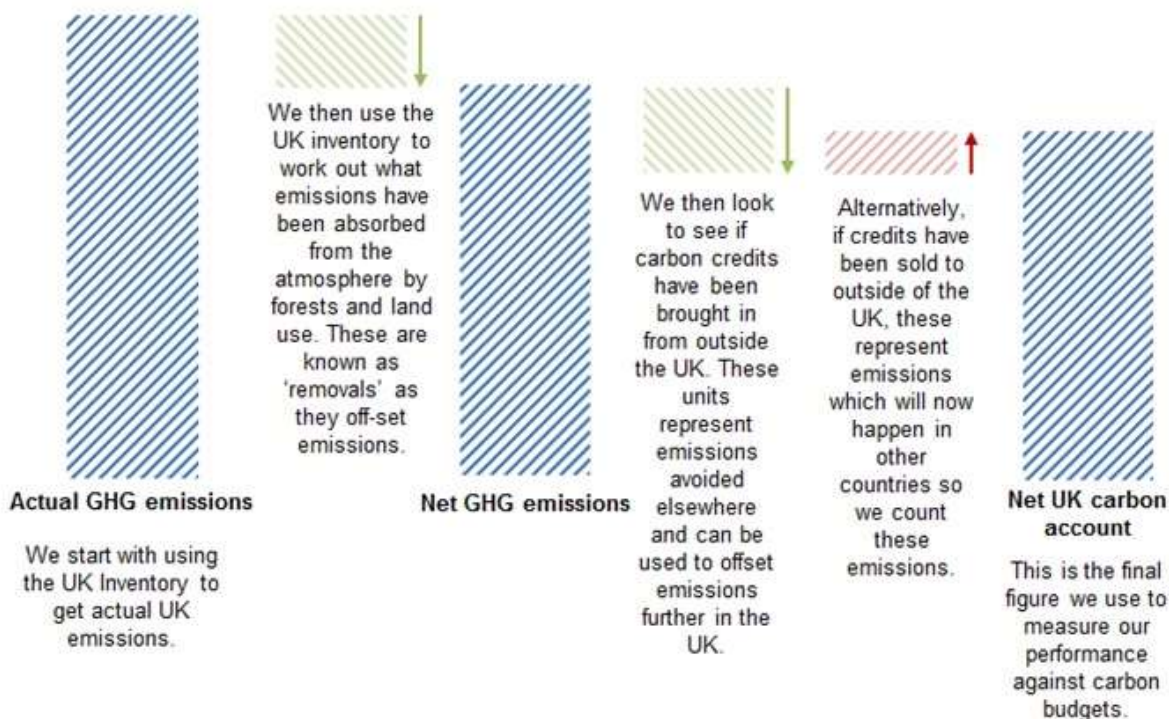 Actual GHG emissions
We start with using
the UK Inventory to
get actual UK
emissions.
We then use the
UK inventory to
work out what
emissions have
been absorbed
from the
atmosphere by
forests and land
use. These are
known as
‘removals’ as
they off-set
emissions.
Net GHG emissions
We then look
to see if
carbon credits
have been
brought in
from outside
the UK. These
units
represent
emissions
avoided
elsewhere
and can be
used to offset
emissions
further in the
UK.
Alternatively,
if credits have
been sold to
outside of the
UK, these
represent
emissions
which will now
happen in
other
countries so
we count
these
emissions.
Net UK carbon
account
This is the final
figure we use to
measure our
performance
against carbon
budgets.